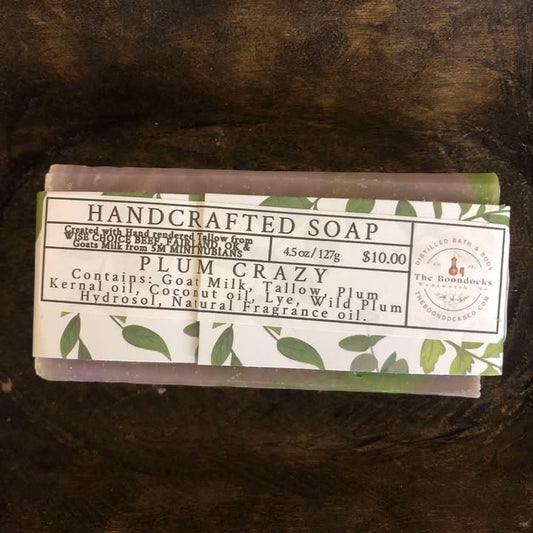 HANDCRAFTED SOAP
Created with Hand rendered Tallow from
WISE CHOICE BEEF, FAIRLAND, OK &
Goats Milk from 5M MINI NUBIANS
4.5 oz / 127g
$10.00
PLUM CRAZY
Contains: Goat Milk, Tallow, Plum
Kernal oil, Coconut oil, Lye, Wild Plum
Hydrosol, Natural Fragrance oil.
DISTILLED BATH & BODY
The Boondocks
THEBOONDOCKSEO.COM